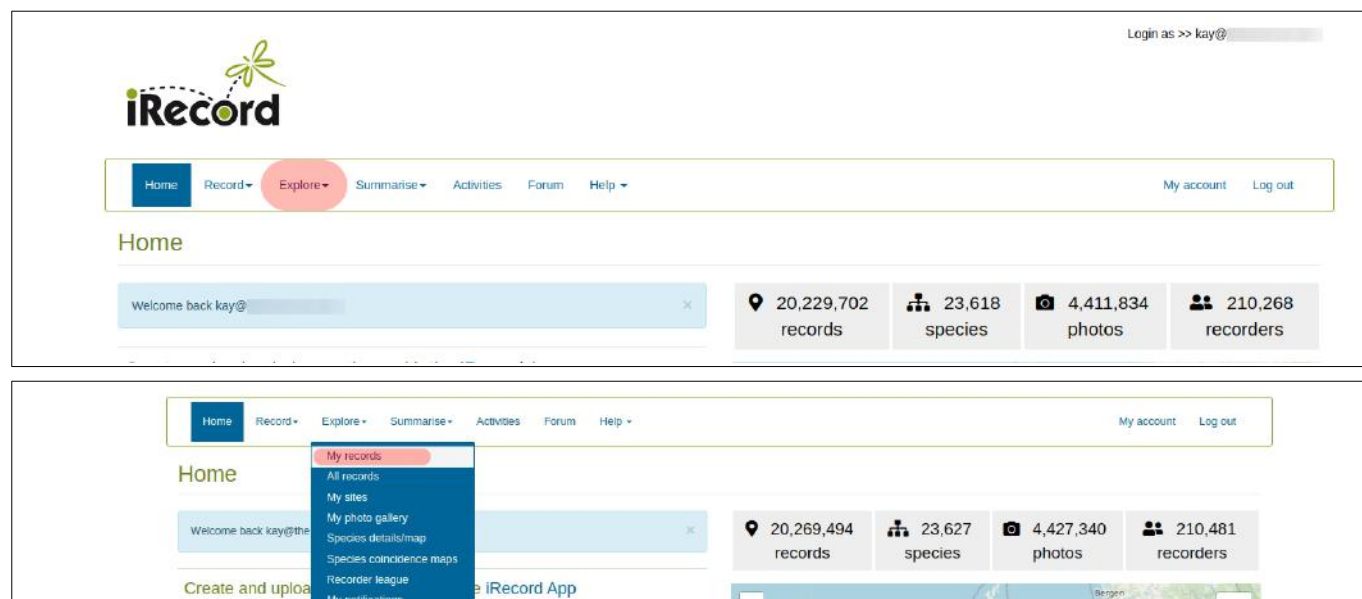 Login as >> kay@
iRecord
Home Record Explore Summarise Activities Forum Help My account Log out
Home
Welcome back kay@ ×
20,229,702 records
23,618 species
4,411,834 photos
210,268 recorders
Home Record Explore Summarise Activities Forum Help My account Log out
My records
Home
All records
My sites
My photo gallery
Welcome back kay@the ×
Species details/map
Species coincidence maps
Recorder league
20,269,494 records
23,627 species
4,427,340 photos
210,481 recorders
Create and uploa
e iRecord App
My notifications
Bergen